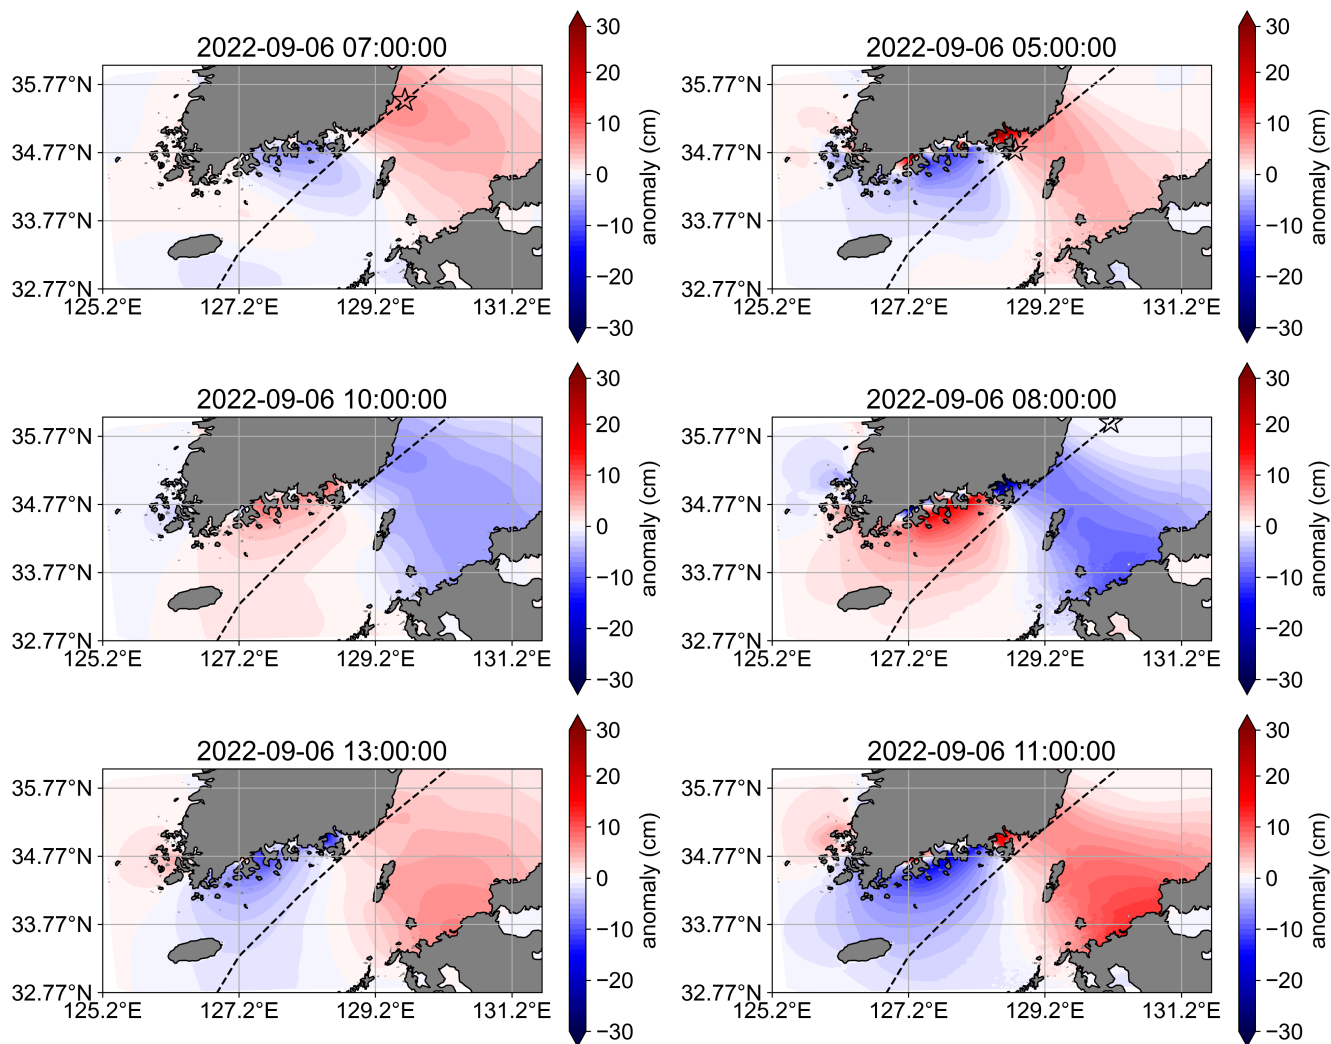 2022-09-06 07:00:00
35.77°N
34.77°N
33.77°N
32.77°N
125.2°E
127.2°E
129.2°E
131.2°E
30
20
10
0
−10
−20
−30
anomaly (cm)
2022-09-06 05:00:00
35.77°N
34.77°N
33.77°N
32.77°N
125.2°E
127.2°E
129.2°E
131.2°E
30
20
10
0
−10
−20
−30
anomaly (cm)
2022-09-06 10:00:00
35.77°N
34.77°N
33.77°N
32.77°N
125.2°E
127.2°E
129.2°E
131.2°E
30
20
10
0
−10
−20
−30
anomaly (cm)
2022-09-06 08:00:00
35.77°N
34.77°N
33.77°N
32.77°N
125.2°E
127.2°E
129.2°E
131.2°E
30
20
10
0
−10
−20
−30
anomaly (cm)
2022-09-06 13:00:00
35.77°N
34.77°N
33.77°N
32.77°N
125.2°E
127.2°E
129.2°E
131.2°E
30
20
10
0
−10
−20
−30
anomaly (cm)
2022-09-06 11:00:00
35.77°N
34.77°N
33.77°N
32.77°N
125.2°E
127.2°E
129.2°E
131.2°E
30
20
10
0
−10
−20
−30
anomaly (cm)